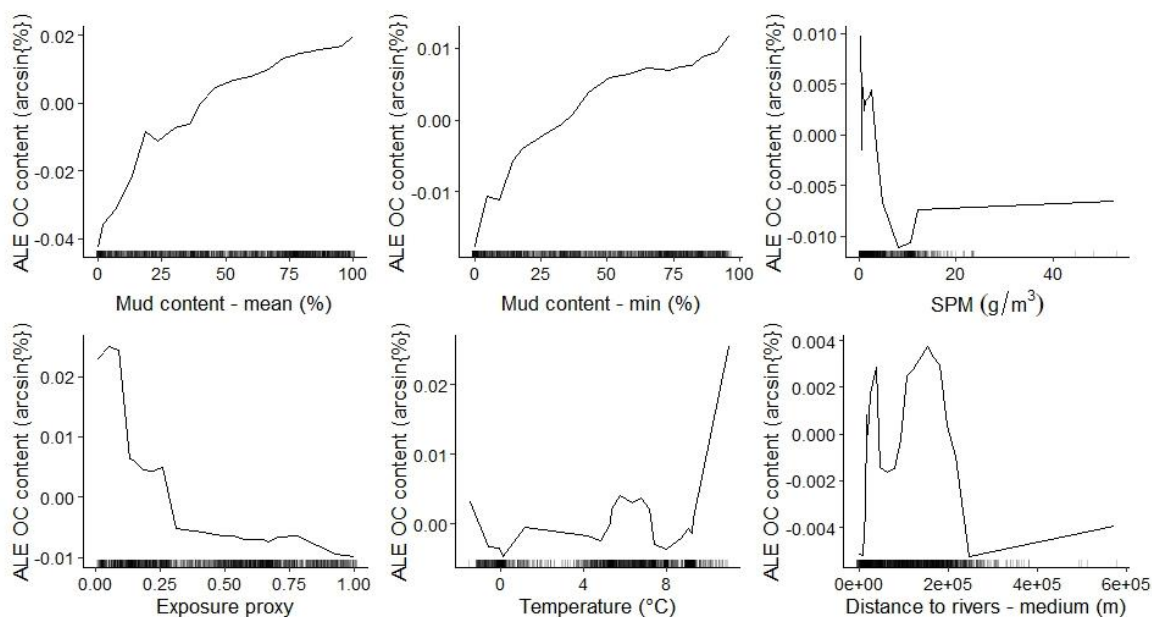 ALE OC content (arcsin{%})
0.02
0.00
-0.02
-0.04
0
25
50
75
100
Mud content - mean (%)
ALE OC content (arcsin{%})
0.01
0.00
-0.01
0
25
50
75
100
Mud content - min (%)
ALE OC content (arcsin{%})
0.010
0.005
0.000
-0.005
-0.010
0
20
40
SPM (g/m³)
ALE OC content (arcsin{%})
0.02
0.01
0.00
-0.01
0.00
0.25
0.50
0.75
1.00
Exposure proxy
ALE OC content (arcsin{%})
0.02
0.01
0.00
0
4
8
Temperature (°C)
ALE OC content (arcsin{%})
0.004
0.002
0.000
-0.002
-0.004
0e+00
2e+05
4e+05
6e+05
Distance to rivers - medium (m)